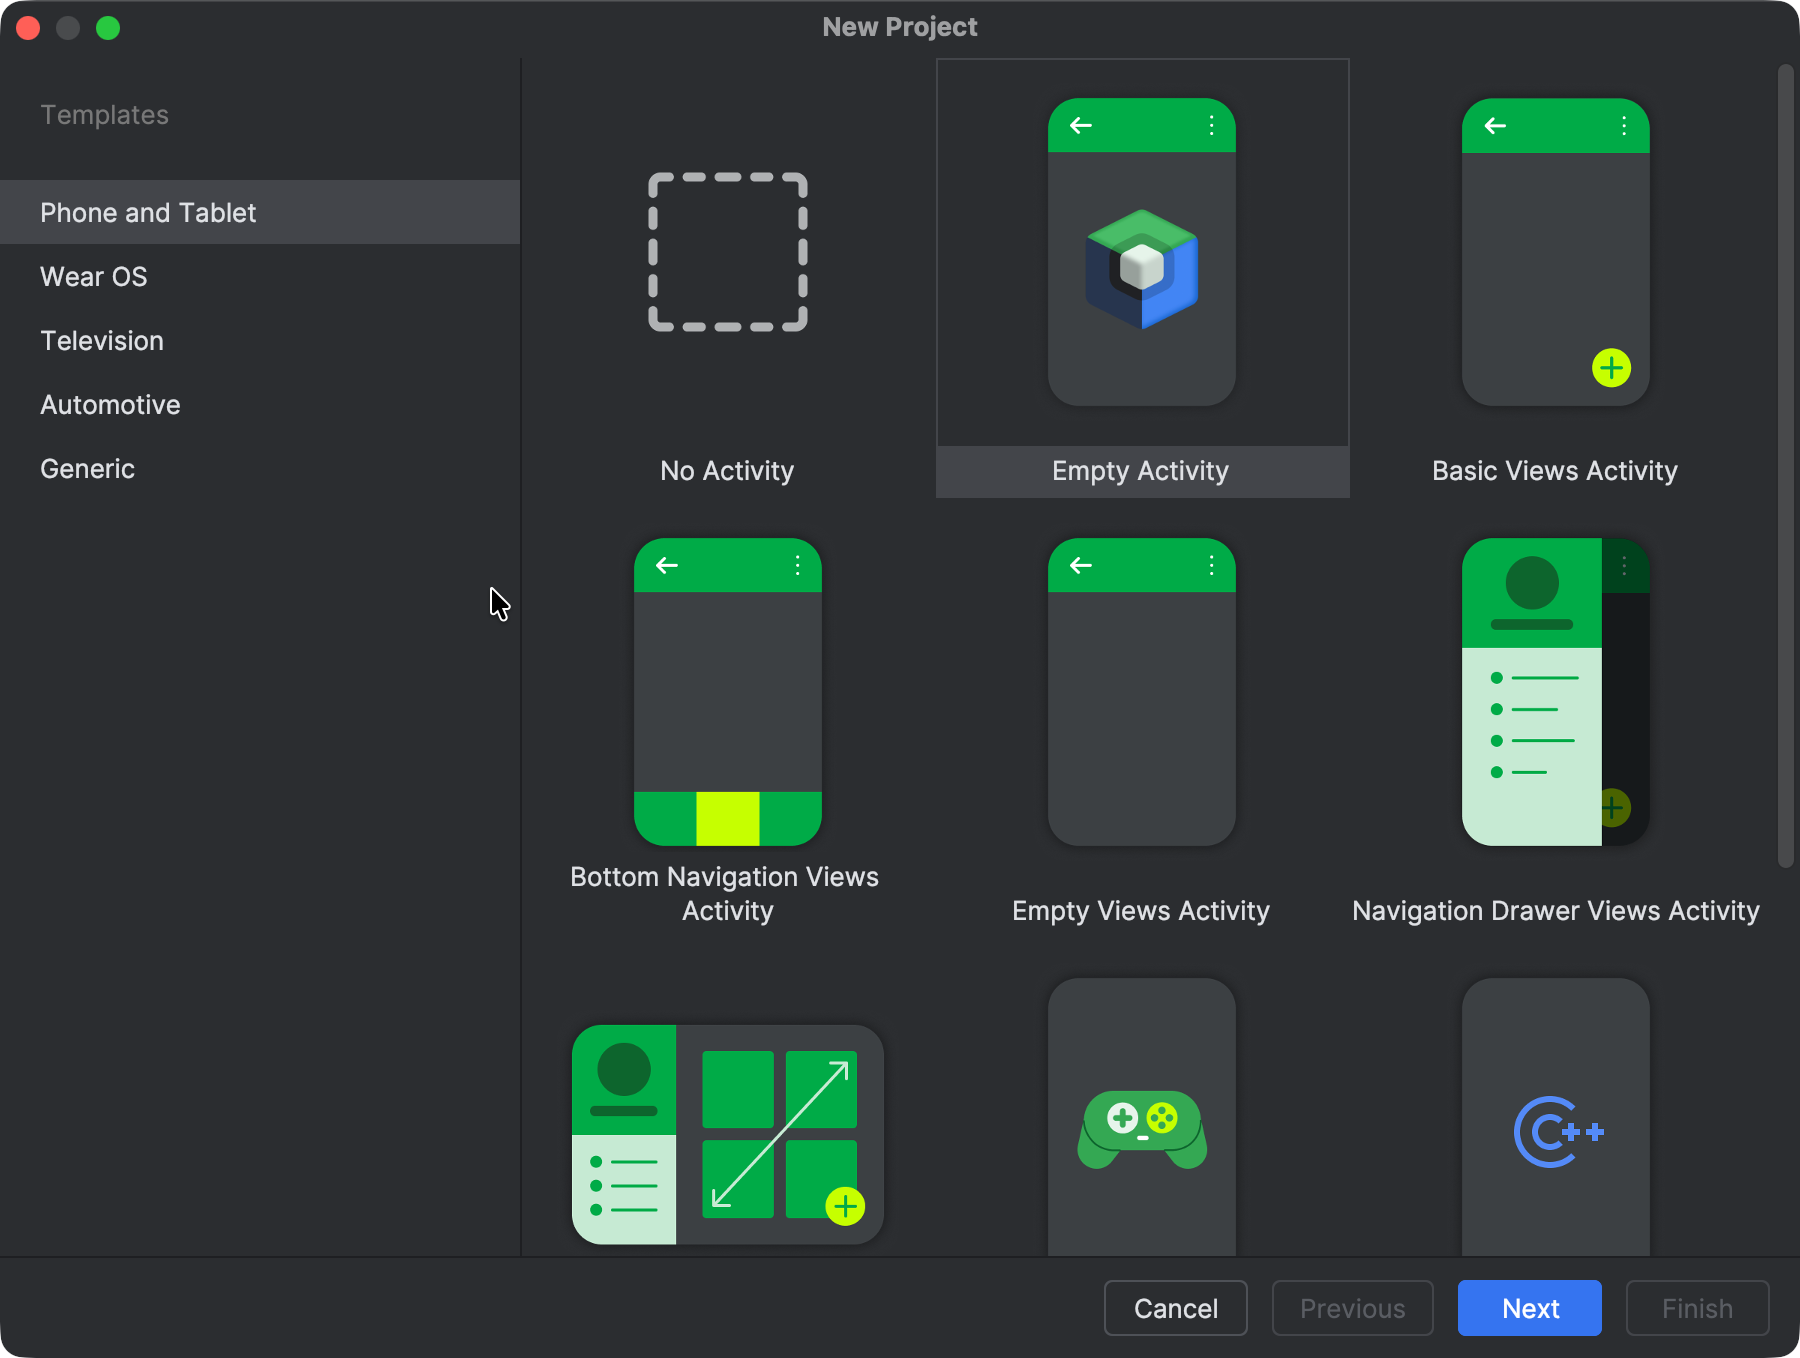 New Project
Templates
Phone and Tablet
Wear OS
Television
Automotive
Generic
No Activity
Empty Activity
Basic Views Activity
Bottom Navigation Views
Activity
Empty Views Activity
Navigation Drawer Views Activity
C++
Cancel
Previous
Next
Finish